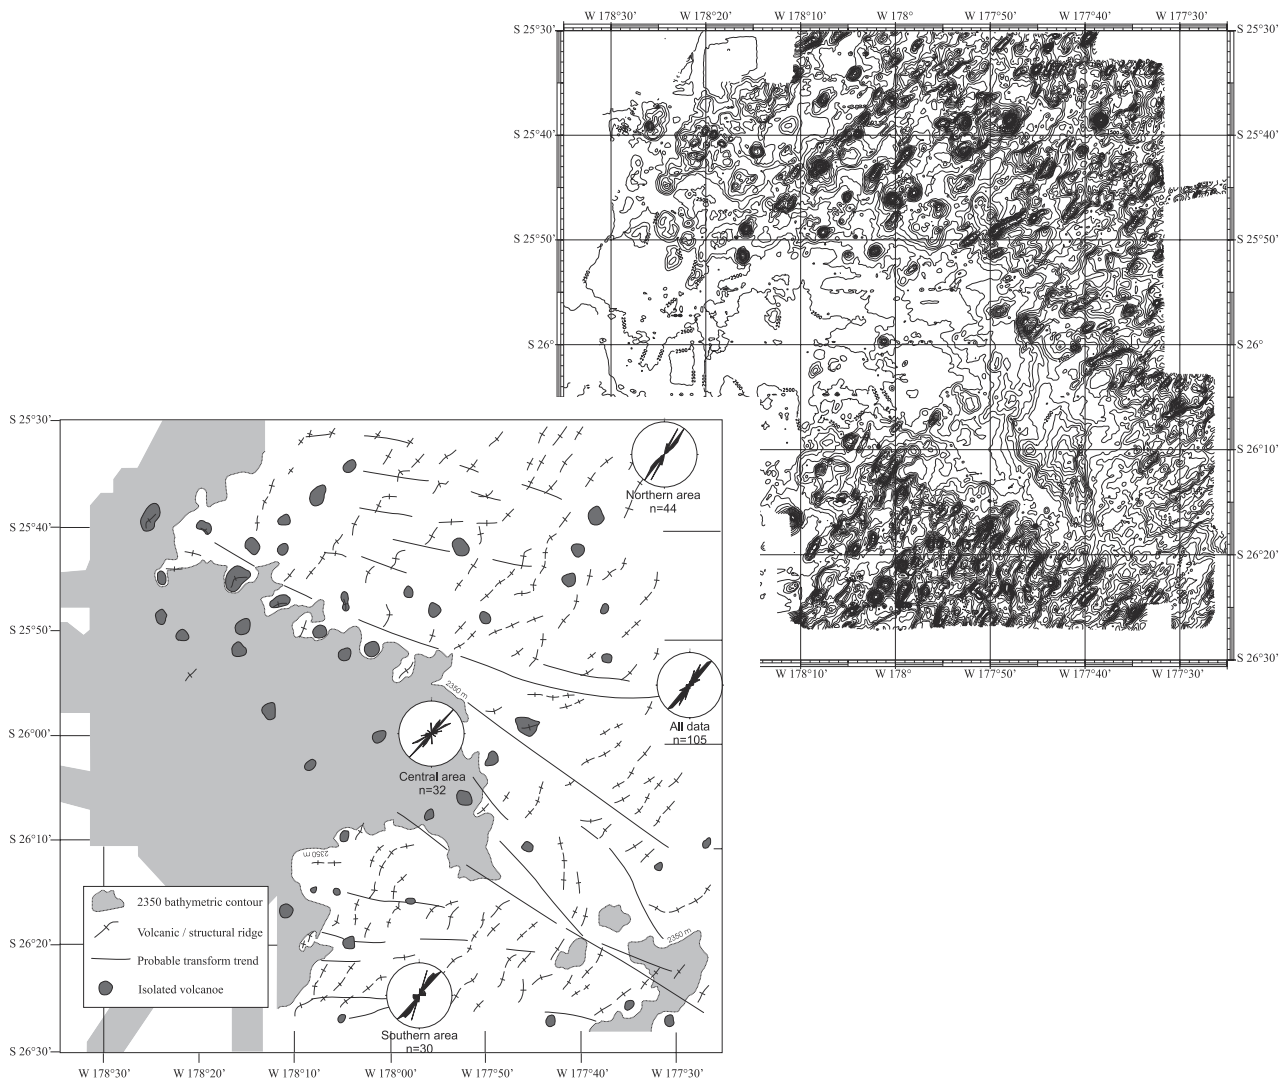 W 178°30' W 178°20' W 178°10' W 178° W 177°50' W 177°40' W 177°30'
S 25°30' S 25°30'
S 25°40' S 25°40'
S 25°50' S 25°50'
S 26° S 26°
S 26°10'
S 26°20'
S 26°30'
W 178°10' W 178° W 177°50' W 177°40' W 177°30'
2500
S 25°30'
S 25°40'
S 25°50'
S 26°00'
S 26°10'
S 26°20'
S 26°30'
Northern area
n=44
2350 m
All data
n=105
Central area
n=32
2350 m
2350 m
Southern area
n=30
2350 bathymetric contour
Volcanic / structural ridge
Probable transform trend
Isolated volcanoe
W 178°30' W 178°20' W 178°10' W 178°00 W 177°50' W 177°40' W 177°30'